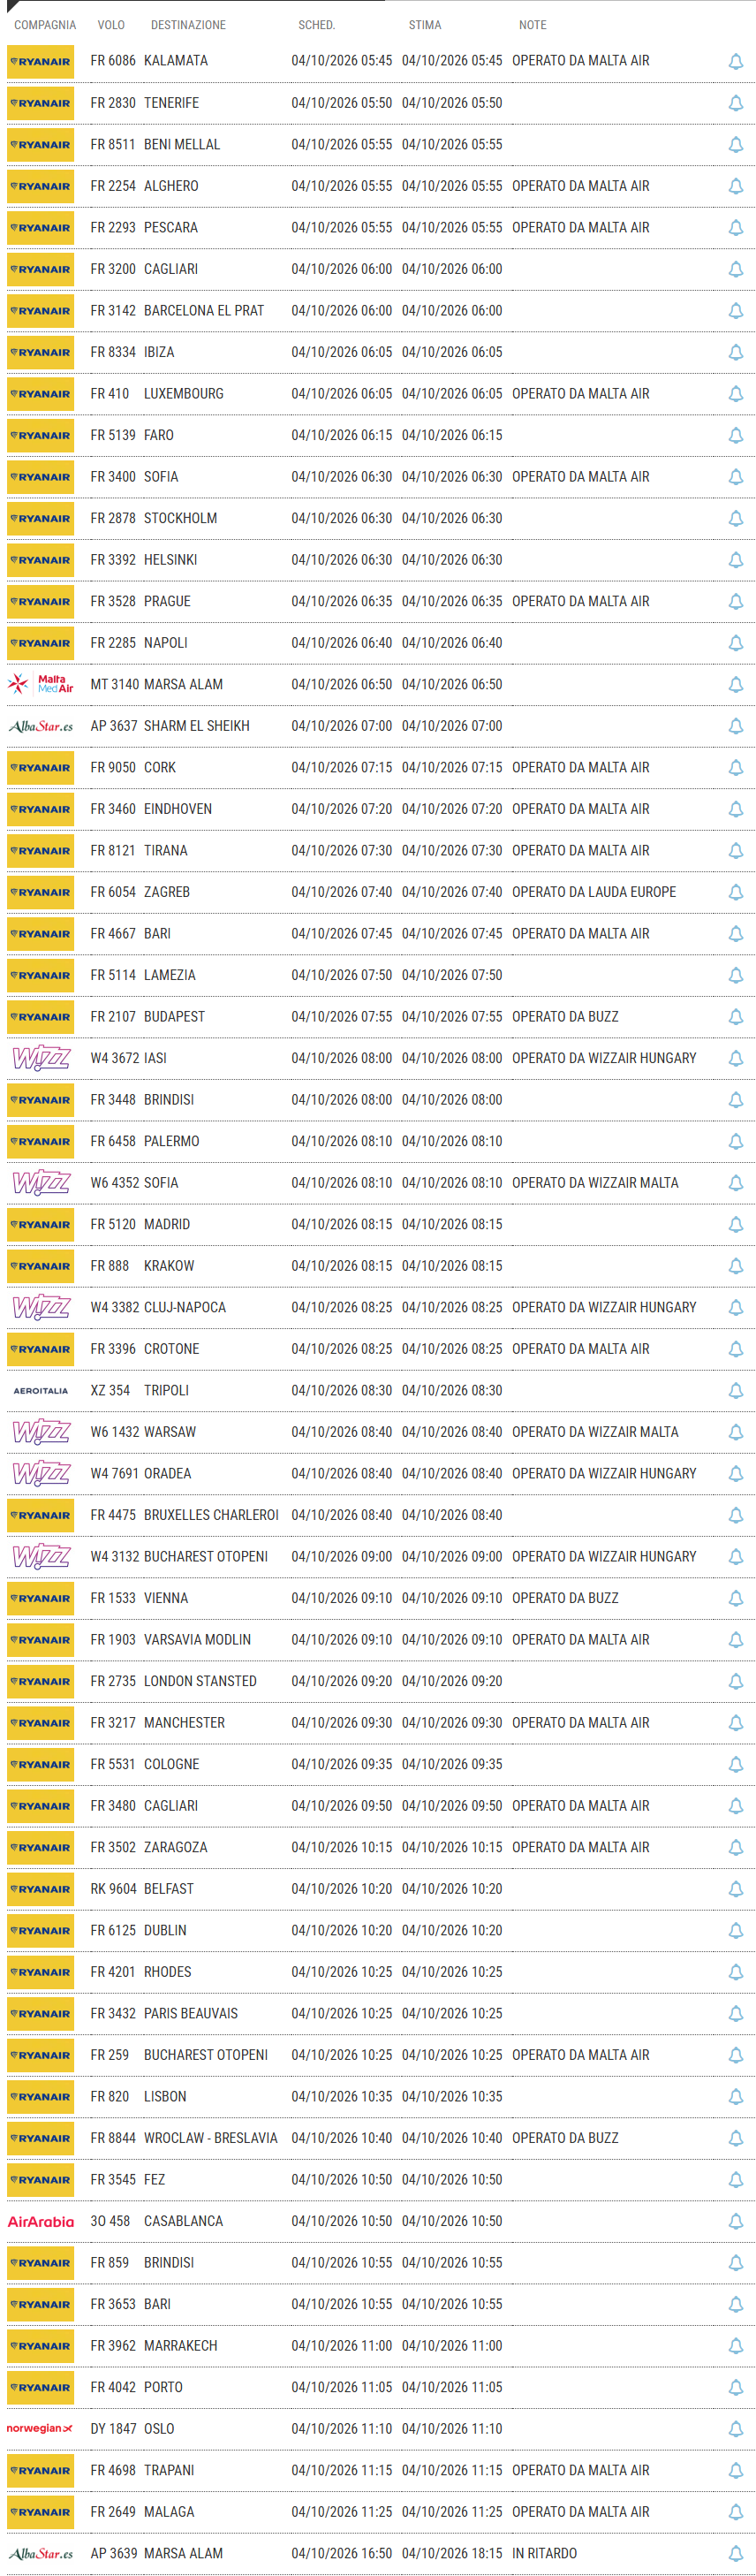 COMPAGNIA VOLO DESTINAZIONE SCHED. STIMA NOTE
RYANAIR FR 6086 KALAMATA 04/10/2026 05:45 04/10/2026 05:45 OPERATO DA MALTA AIR
RYANAIR FR 2830 TENERIFE 04/10/2026 05:50 04/10/2026 05:50
RYANAIR FR 8511 BENI MELLAL 04/10/2026 05:55 04/10/2026 05:55
RYANAIR FR 2254 ALGHERO 04/10/2026 05:55 04/10/2026 05:55 OPERATO DA MALTA AIR
RYANAIR FR 2293 PESCARA 04/10/2026 05:55 04/10/2026 05:55 OPERATO DA MALTA AIR
RYANAIR FR 3200 CAGLIARI 04/10/2026 06:00 04/10/2026 06:00
RYANAIR FR 3142 BARCELONA EL PRAT 04/10/2026 06:00 04/10/2026 06:00
RYANAIR FR 8334 IBIZA 04/10/2026 06:05 04/10/2026 06:05
RYANAIR FR 410 LUXEMBOURG 04/10/2026 06:05 04/10/2026 06:05 OPERATO DA MALTA AIR
RYANAIR FR 5139 FARO 04/10/2026 06:15 04/10/2026 06:15
RYANAIR FR 3400 SOFIA 04/10/2026 06:30 04/10/2026 06:30 OPERATO DA MALTA AIR
RYANAIR FR 2878 STOCKHOLM 04/10/2026 06:30 04/10/2026 06:30
RYANAIR FR 3392 HELSINKI 04/10/2026 06:30 04/10/2026 06:30
RYANAIR FR 3528 PRAGUE 04/10/2026 06:35 04/10/2026 06:35 OPERATO DA MALTA AIR
RYANAIR FR 2285 NAPOLI 04/10/2026 06:40 04/10/2026 06:40
Malta MedAir MT 3140 MARSA ALAM 04/10/2026 06:50 04/10/2026 06:50
AlbaStar.es AP 3637 SHARM EL SHEIKH 04/10/2026 07:00 04/10/2026 07:00
RYANAIR FR 9050 CORK 04/10/2026 07:15 04/10/2026 07:15 OPERATO DA MALTA AIR
RYANAIR FR 3460 EINDHOVEN 04/10/2026 07:20 04/10/2026 07:20 OPERATO DA MALTA AIR
RYANAIR FR 8121 TIRANA 04/10/2026 07:30 04/10/2026 07:30 OPERATO DA MALTA AIR
RYANAIR FR 6054 ZAGREB 04/10/2026 07:40 04/10/2026 07:40 OPERATO DA LAUDA EUROPE
RYANAIR FR 4667 BARI 04/10/2026 07:45 04/10/2026 07:45 OPERATO DA MALTA AIR
RYANAIR FR 5114 LAMEZIA 04/10/2026 07:50 04/10/2026 07:50
RYANAIR FR 2107 BUDAPEST 04/10/2026 07:55 04/10/2026 07:55 OPERATO DA BUZZ
WIZZ W4 3672 IASI 04/10/2026 08:00 04/10/2026 08:00 OPERATO DA WIZZAIR HUNGARY
RYANAIR FR 3448 BRINDISI 04/10/2026 08:00 04/10/2026 08:00
RYANAIR FR 6458 PALERMO 04/10/2026 08:10 04/10/2026 08:10
WIZZ W6 4352 SOFIA 04/10/2026 08:10 04/10/2026 08:10 OPERATO DA WIZZAIR MALTA
RYANAIR FR 5120 MADRID 04/10/2026 08:15 04/10/2026 08:15
RYANAIR FR 888 KRAKOW 04/10/2026 08:15 04/10/2026 08:15
WIZZ W4 3382 CLUJ-NAPOCA 04/10/2026 08:25 04/10/2026 08:25 OPERATO DA WIZZAIR HUNGARY
RYANAIR FR 3396 CROTONE 04/10/2026 08:25 04/10/2026 08:25 OPERATO DA MALTA AIR
AEROITALIA XZ 354 TRIPOLI 04/10/2026 08:30 04/10/2026 08:30
WIZZ W6 1432 WARSAW 04/10/2026 08:40 04/10/2026 08:40 OPERATO DA WIZZAIR MALTA
WIZZ W4 7691 ORADEA 04/10/2026 08:40 04/10/2026 08:40 OPERATO DA WIZZAIR HUNGARY
RYANAIR FR 4475 BRUXELLES CHARLEROI 04/10/2026 08:40 04/10/2026 08:40
WIZZ W4 3132 BUCHAREST OTOPENI 04/10/2026 09:00 04/10/2026 09:00 OPERATO DA WIZZAIR HUNGARY
RYANAIR FR 1533 VIENNA 04/10/2026 09:10 04/10/2026 09:10 OPERATO DA BUZZ
RYANAIR FR 1903 VARSAVIA MODLIN 04/10/2026 09:10 04/10/2026 09:10 OPERATO DA MALTA AIR
RYANAIR FR 2735 LONDON STANSTED 04/10/2026 09:20 04/10/2026 09:20
RYANAIR FR 3217 MANCHESTER 04/10/2026 09:30 04/10/2026 09:30 OPERATO DA MALTA AIR
RYANAIR FR 5531 COLOGNE 04/10/2026 09:35 04/10/2026 09:35
RYANAIR FR 3480 CAGLIARI 04/10/2026 09:50 04/10/2026 09:50 OPERATO DA MALTA AIR
RYANAIR FR 3502 ZARAGOZA 04/10/2026 10:15 04/10/2026 10:15 OPERATO DA MALTA AIR
RYANAIR RK 9604 BELFAST 04/10/2026 10:20 04/10/2026 10:20
RYANAIR FR 6125 DUBLIN 04/10/2026 10:20 04/10/2026 10:20
RYANAIR FR 4201 RHODES 04/10/2026 10:25 04/10/2026 10:25
RYANAIR FR 3432 PARIS BEAUVAIS 04/10/2026 10:25 04/10/2026 10:25
RYANAIR FR 259 BUCHAREST OTOPENI 04/10/2026 10:25 04/10/2026 10:25 OPERATO DA MALTA AIR
RYANAIR FR 820 LISBON 04/10/2026 10:35 04/10/2026 10:35
RYANAIR FR 8844 WROCLAW - BRESLAVIA 04/10/2026 10:40 04/10/2026 10:40 OPERATO DA BUZZ
RYANAIR FR 3545 FEZ 04/10/2026 10:50 04/10/2026 10:50
AirArabia 3O 458 CASABLANCA 04/10/2026 10:50 04/10/2026 10:50
RYANAIR FR 859 BRINDISI 04/10/2026 10:55 04/10/2026 10:55
RYANAIR FR 3653 BARI 04/10/2026 10:55 04/10/2026 10:55
RYANAIR FR 3962 MARRAKECH 04/10/2026 11:00 04/10/2026 11:00
RYANAIR FR 4042 PORTO 04/10/2026 11:05 04/10/2026 11:05
norwegian DY 1847 OSLO 04/10/2026 11:10 04/10/2026 11:10
RYANAIR FR 4698 TRAPANI 04/10/2026 11:15 04/10/2026 11:15 OPERATO DA MALTA AIR
RYANAIR FR 2649 MALAGA 04/10/2026 11:25 04/10/2026 11:25 OPERATO DA MALTA AIR
AlbaStar.es AP 3639 MARSA ALAM 04/10/2026 16:50 04/10/2026 18:15 IN RITARDO